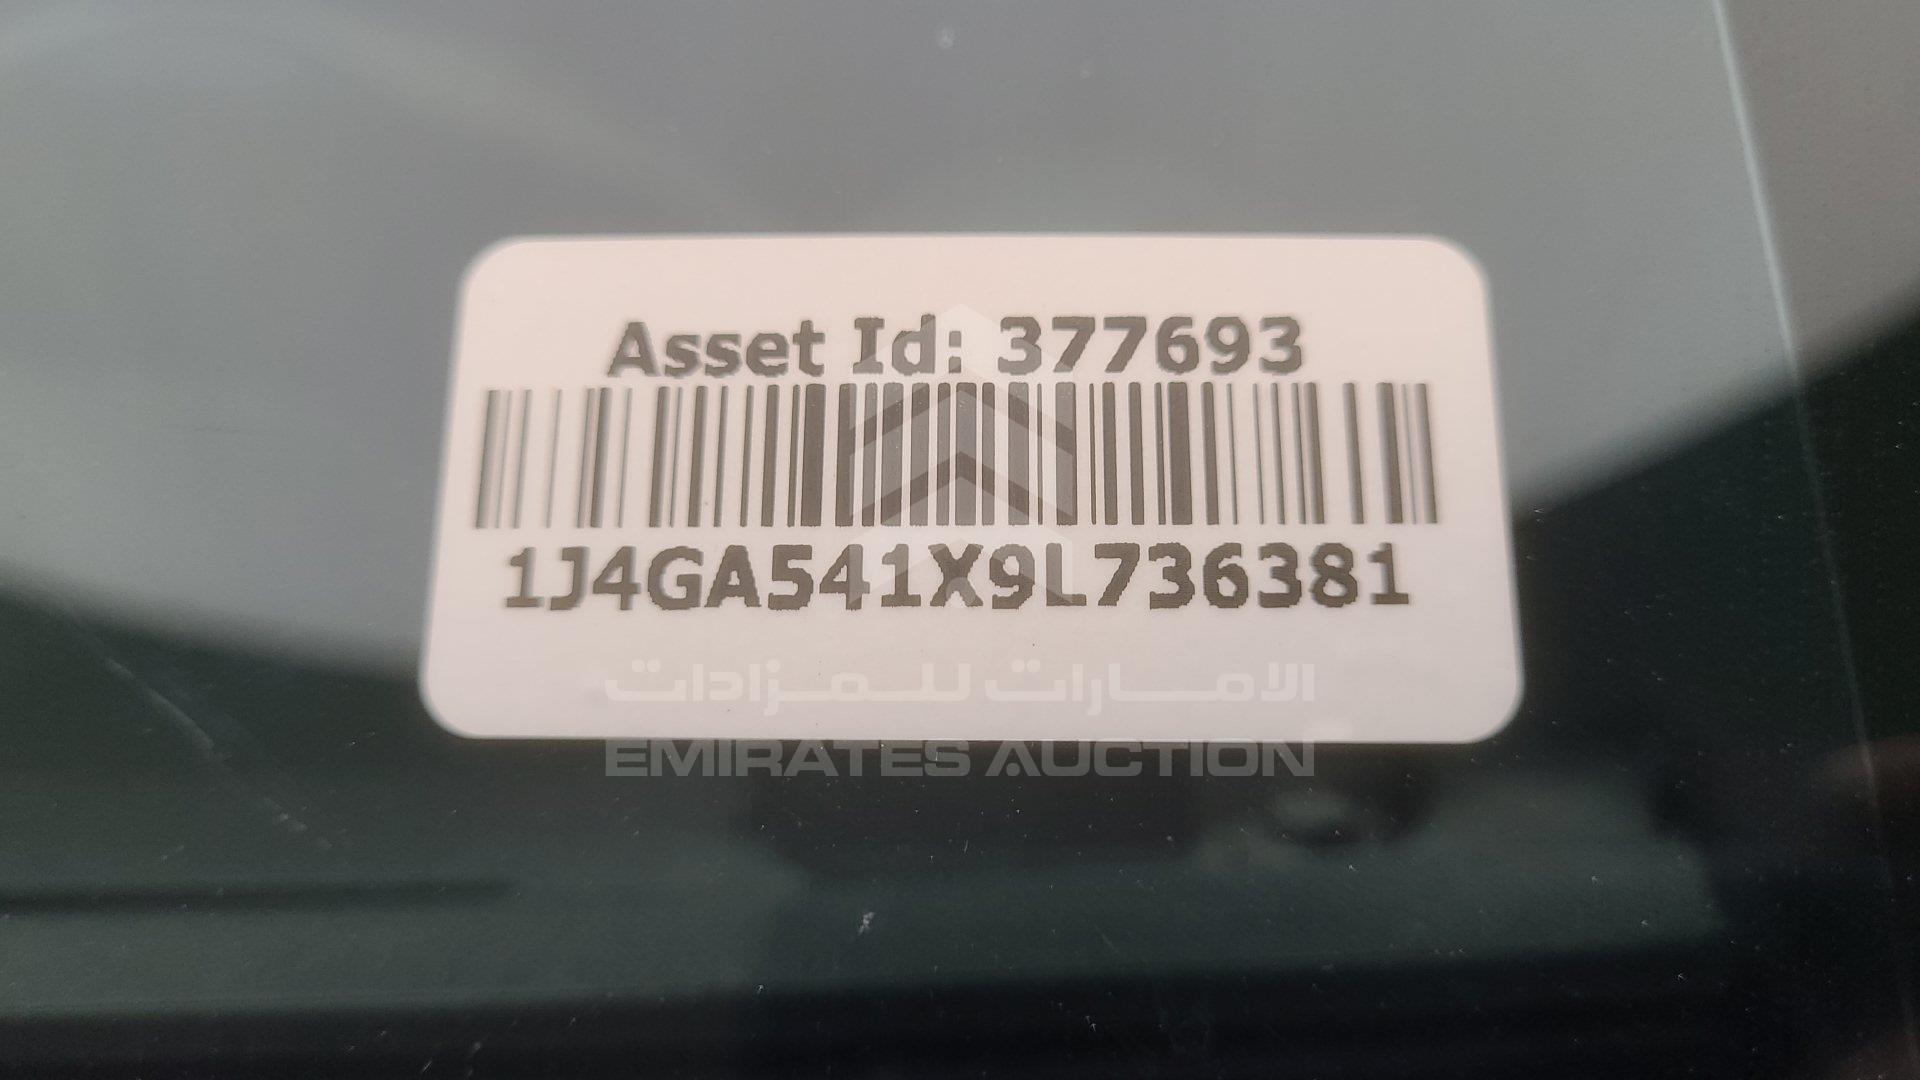 Asset Id: 377693
1J4GA541X9L736381
الامارات للمزادات
EMIRATES AUCTION